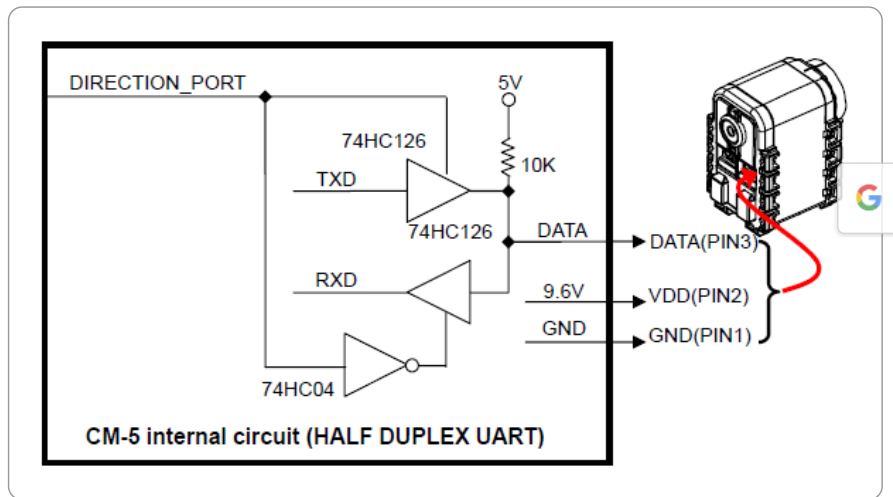 DIRECTION_PORT
5V
74HC126
10K
TXD
74HC126
DATA
DATA(PIN3)
RXD
9.6V
VDD(PIN2)
GND
GND(PIN1)
74HC04
CM-5 internal circuit (HALF DUPLEX UART)
G